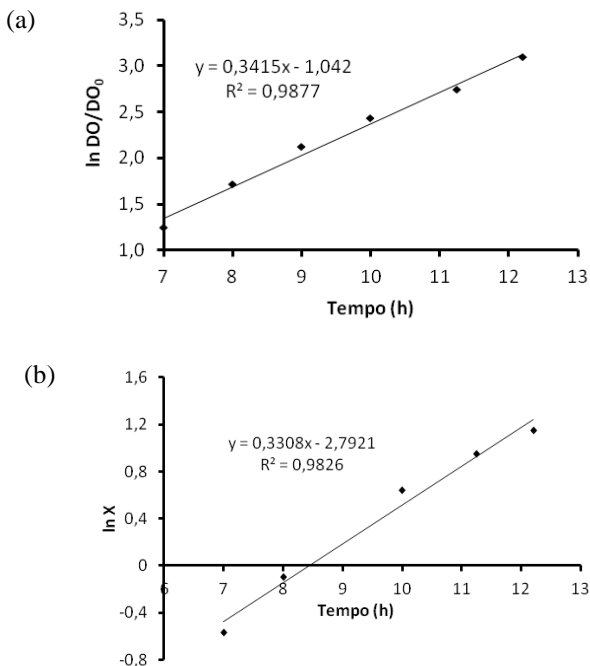 (a)
3,5
3,0
2,5
2,0
1,5
1,0
ln DO/DO₀
y = 0,3415x - 1,042
R² = 0,9877
7 8 9 10 11 12 13
Tempo (h)
(b)
1,6
1,2
0,8
0,4
0
-0,4
-0,8
ln X
y = 0,3308x - 2,7921
R² = 0,9826
6 7 8 9 10 11 12 13
Tempo (h)